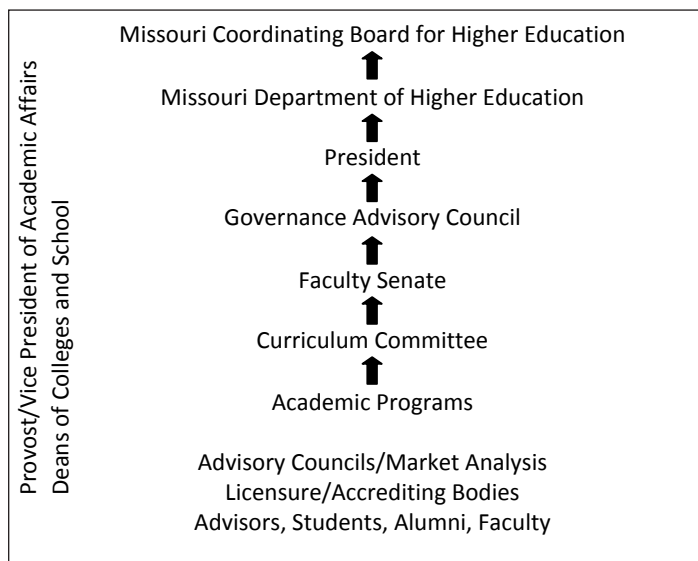 Missouri Coordinating Board for Higher Education
Missouri Department of Higher Education
President
Governance Advisory Council
Faculty Senate
Curriculum Committee
Academic Programs
Advisory Councils/Market Analysis
Licensure/Accrediting Bodies
Advisors, Students, Alumni, Faculty
Provost/Vice President of Academic Affairs
Deans of Colleges and School